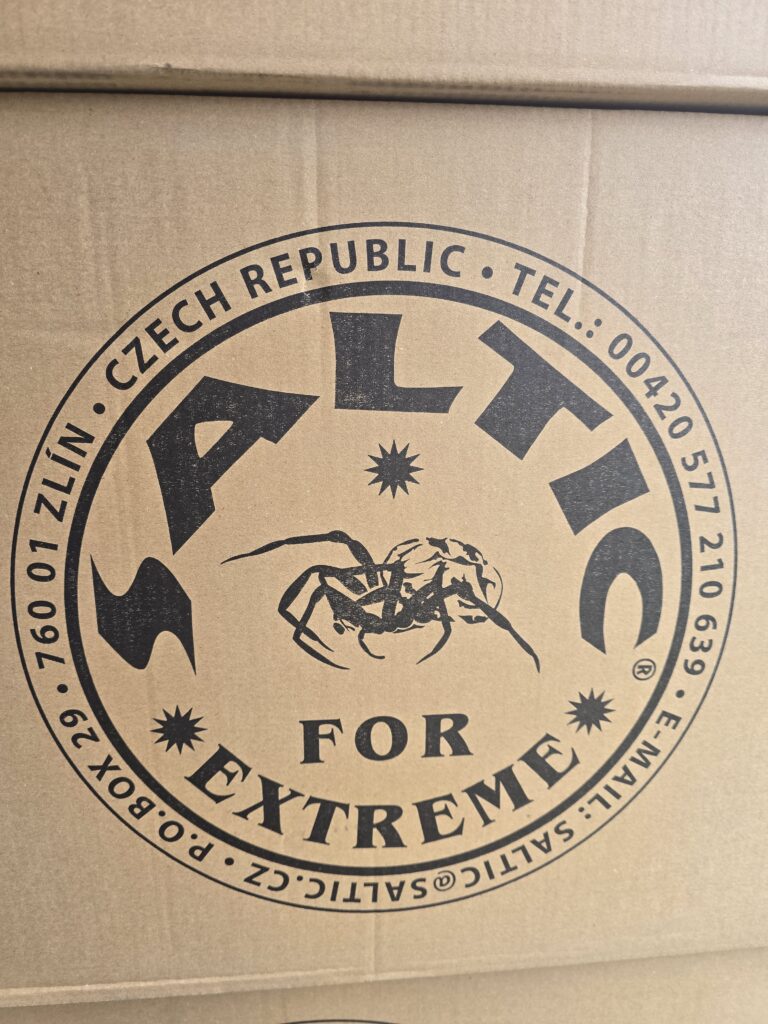 SALTIC®
FOR
EXTREME
P.O.BOX 29 • 760 01 ZLÍN • CZECH REPUBLIC • TEL.: 00420 577 210 639 • E-MAIL: SALTIC@SALTIC.CZ •